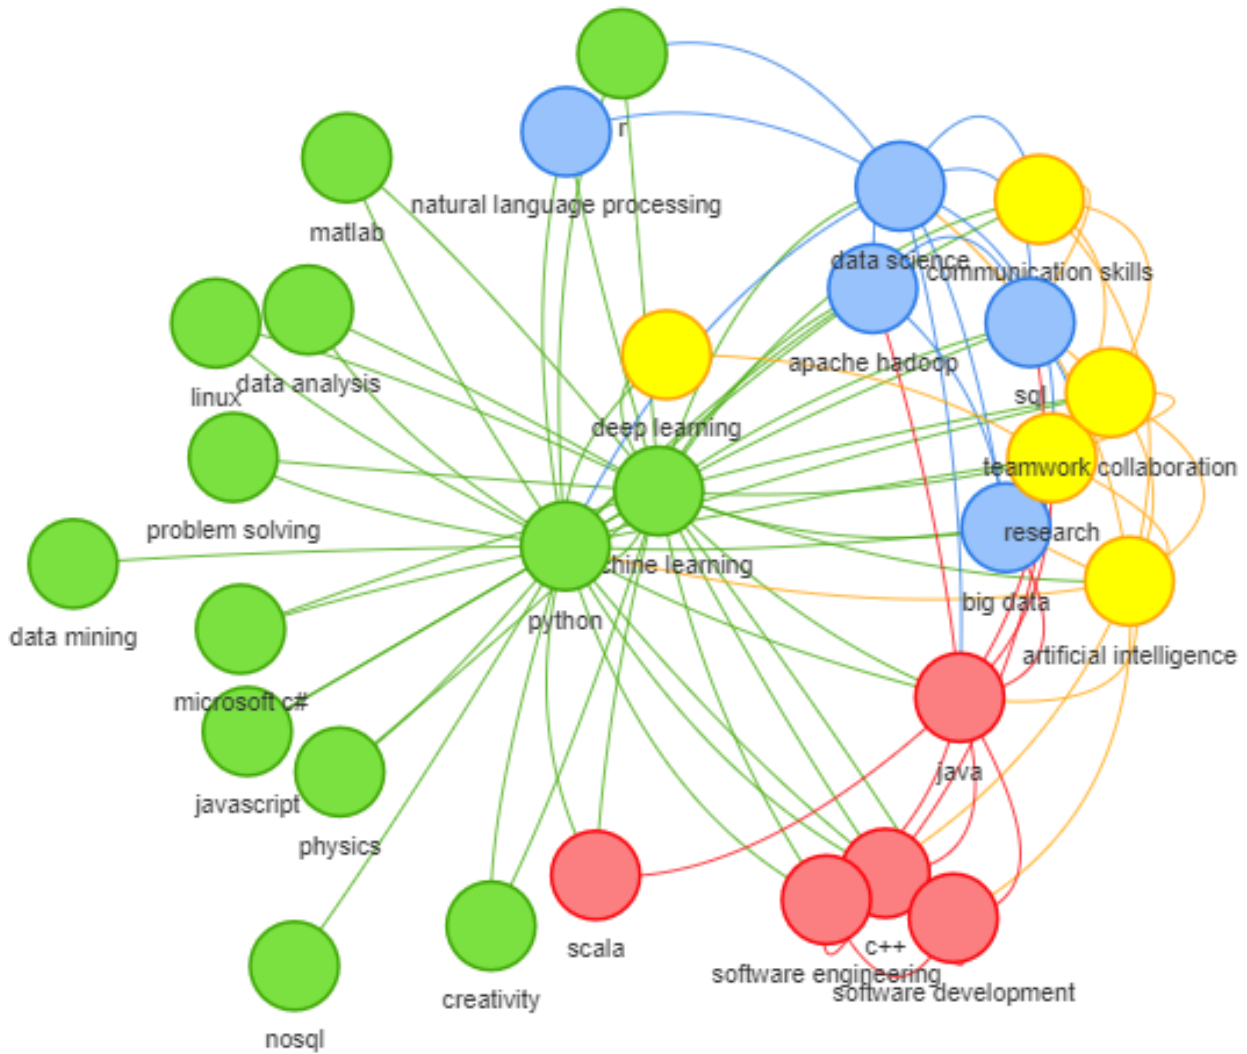 r
natural language processing
matlab
data science
communication skills
apache hadoop
linux
data analysis
sql
deep learning
teamwork collaboration
problem solving
research
chine learning
python
big data
data mining
artificial intelligence
microsoft c#
java
javascript
physics
scala
c++
software engineering
software development
creativity
nosql